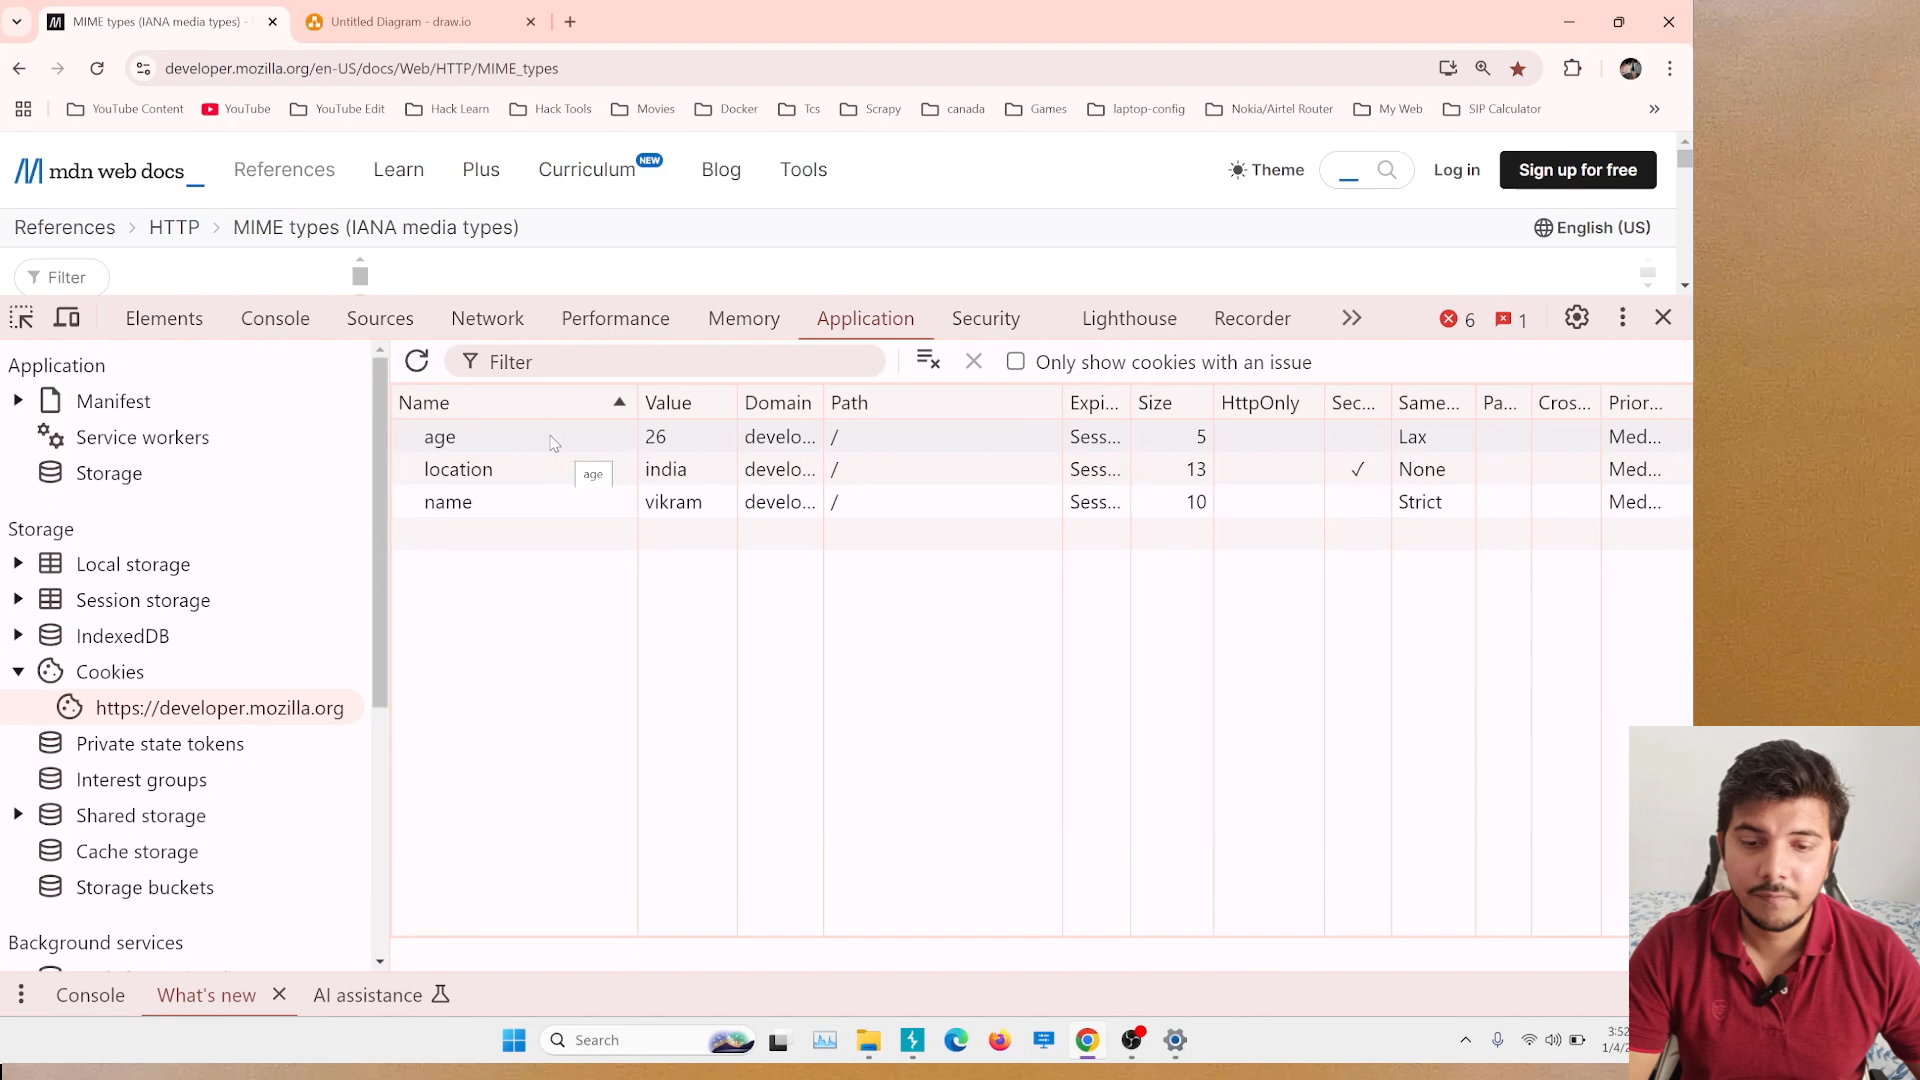 MIME types (IANA media types) -
Untitled Diagram - draw.io
developer.mozilla.org/en-US/docs/Web/HTTP/MIME_types
YouTube Content YouTube YouTube Edit Hack Learn Hack Tools Movies Docker Tcs Scrapy canada Games laptop-config Nokia/Airtel Router My Web SIP Calculator
mdn web docs_ References Learn Plus Curriculum NEW Blog Tools Theme Log in Sign up for free
References > HTTP > MIME types (IANA media types) English (US)
Filter
Elements Console Sources Network Performance Memory Application Security Lighthouse Recorder 6 1
Application
Manifest
Service workers
Storage
Storage
Local storage
Session storage
IndexedDB
Cookies
https://developer.mozilla.org
Private state tokens
Interest groups
Shared storage
Cache storage
Storage buckets
Background services
Filter Only show cookies with an issue
Name Value Domain Path Expi... Size HttpOnly Sec... Same... Pa... Cros... Prior...
age 26 develo... / Sess... 5 Lax Med...
location india develo... / Sess... 13 ✓ None Med...
name vikram develo... / Sess... 10 Strict Med...
age
Console What's new AI assistance
Search
3:52
1/4/2